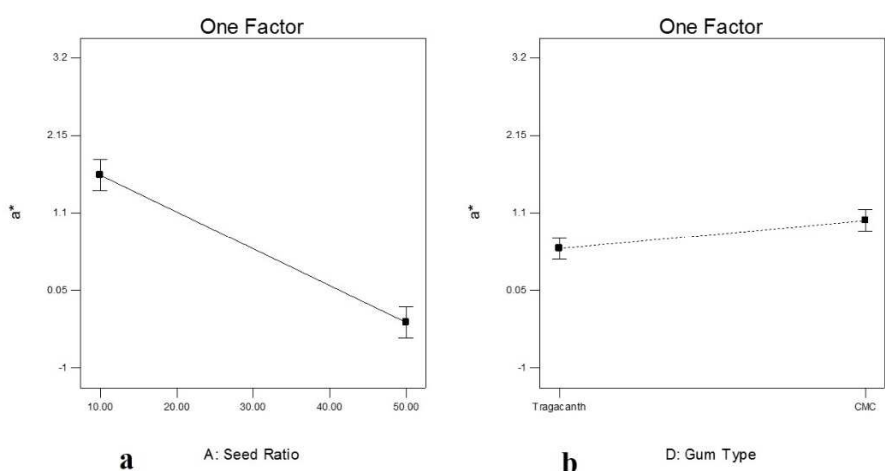 One Factor
3.2
2.15
1.1
0.05
-1
a*
10.00 20.00 30.00 40.00 50.00
a A: Seed Ratio
One Factor
3.2
2.15
1.1
0.05
-1
a*
Tragacanth CMC
b D: Gum Type